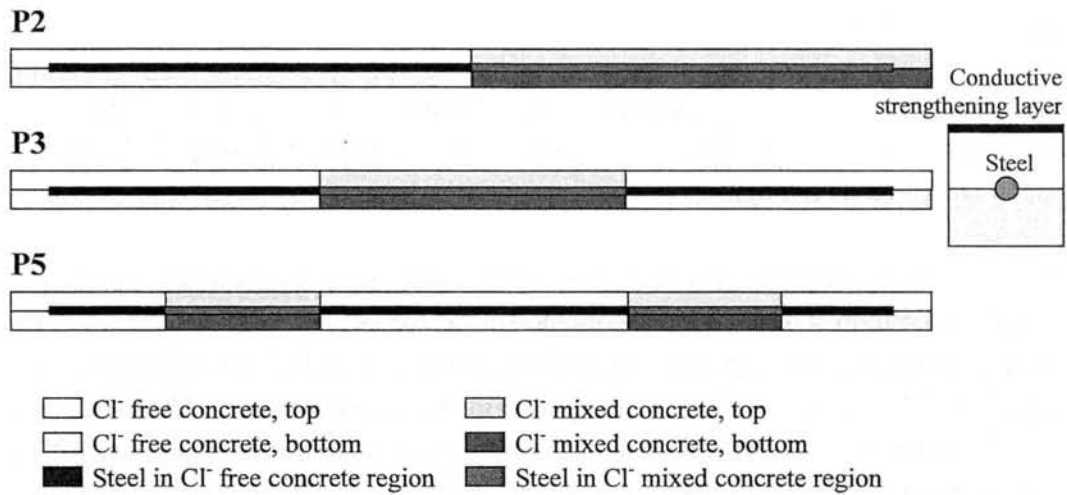 P2
Conductive
strengthening layer
P3
Steel
P5
Cl⁻ free concrete, top
Cl⁻ mixed concrete, top
Cl⁻ free concrete, bottom
Cl⁻ mixed concrete, bottom
Steel in Cl⁻ free concrete region
Steel in Cl⁻ mixed concrete region